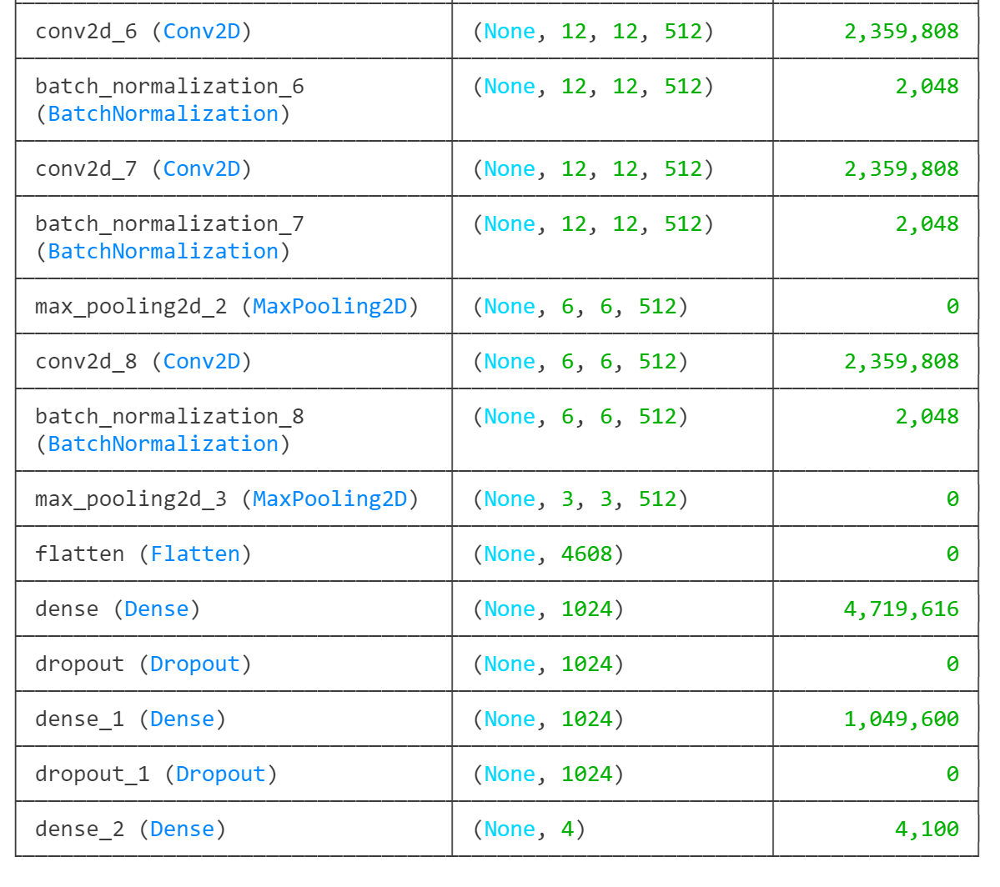 conv2d_6 (Conv2D) (None, 12, 12, 512) 2,359,808
batch_normalization_6 (None, 12, 12, 512) 2,048
(BatchNormalization)
conv2d_7 (Conv2D) (None, 12, 12, 512) 2,359,808
batch_normalization_7 (None, 12, 12, 512) 2,048
(BatchNormalization)
max_pooling2d_2 (MaxPooling2D) (None, 6, 6, 512) 0
conv2d_8 (Conv2D) (None, 6, 6, 512) 2,359,808
batch_normalization_8 (None, 6, 6, 512) 2,048
(BatchNormalization)
max_pooling2d_3 (MaxPooling2D) (None, 3, 3, 512) 0
flatten (Flatten) (None, 4608) 0
dense (Dense) (None, 1024) 4,719,616
dropout (Dropout) (None, 1024) 0
dense_1 (Dense) (None, 1024) 1,049,600
dropout_1 (Dropout) (None, 1024) 0
dense_2 (Dense) (None, 4) 4,100